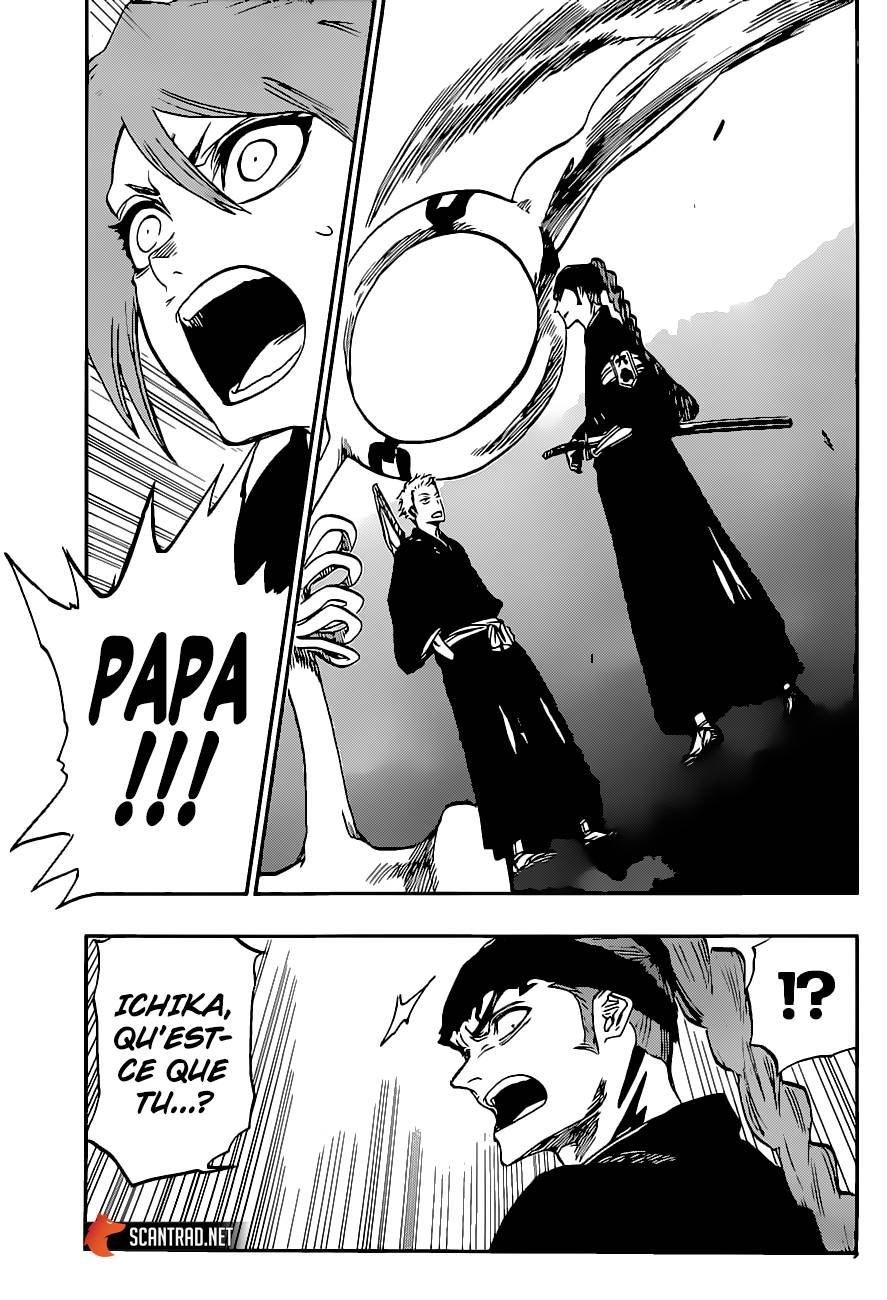 PAPA
!!!
!?
ICHIKA,
QU'EST-
CE QUE
TU...?
SCANTRAD.NET